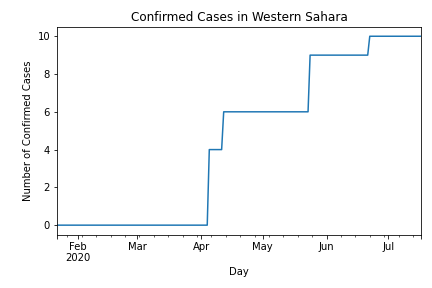 Confirmed Cases in Western Sahara
10
8
6
4
2
0
Number of Confirmed Cases
Feb Mar Apr May Jun Jul
2020
Day